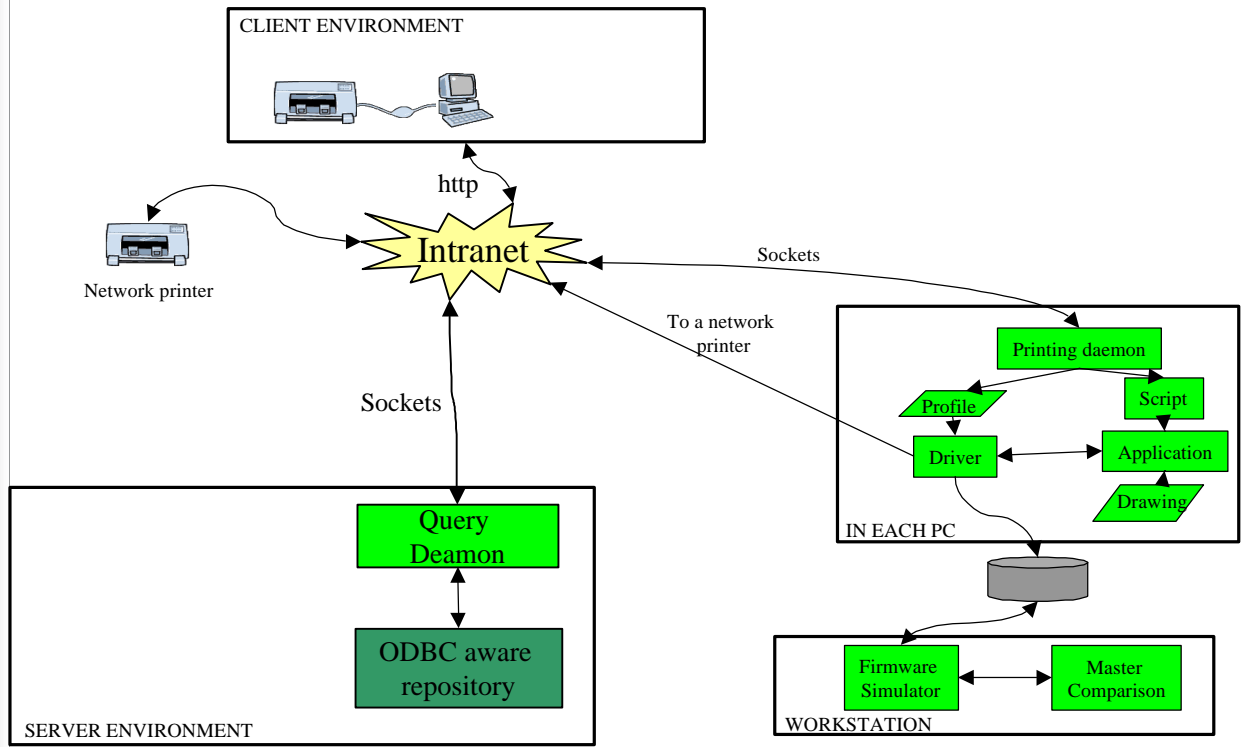 CLIENT ENVIRONMENT
http
Intranet
Network printer
Sockets
To a network
printer
Printing daemon
Profile
Script
Driver
Application
Drawing
IN EACH PC
Sockets
Query
Deamon
ODBC aware
repository
SERVER ENVIRONMENT
Firmware
Simulator
Master
Comparison
WORKSTATION